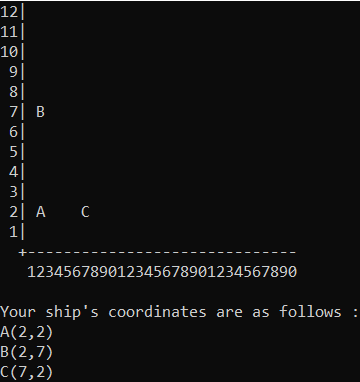 12|
11|
10|
 9|
 8|
 7| B
 6|
 5|
 4|
 3|
 2| A    C
 1|
  +------------------------------
   123456789012345678901234567890
Your ship's coordinates are as follows :
A(2,2)
B(2,7)
C(7,2)